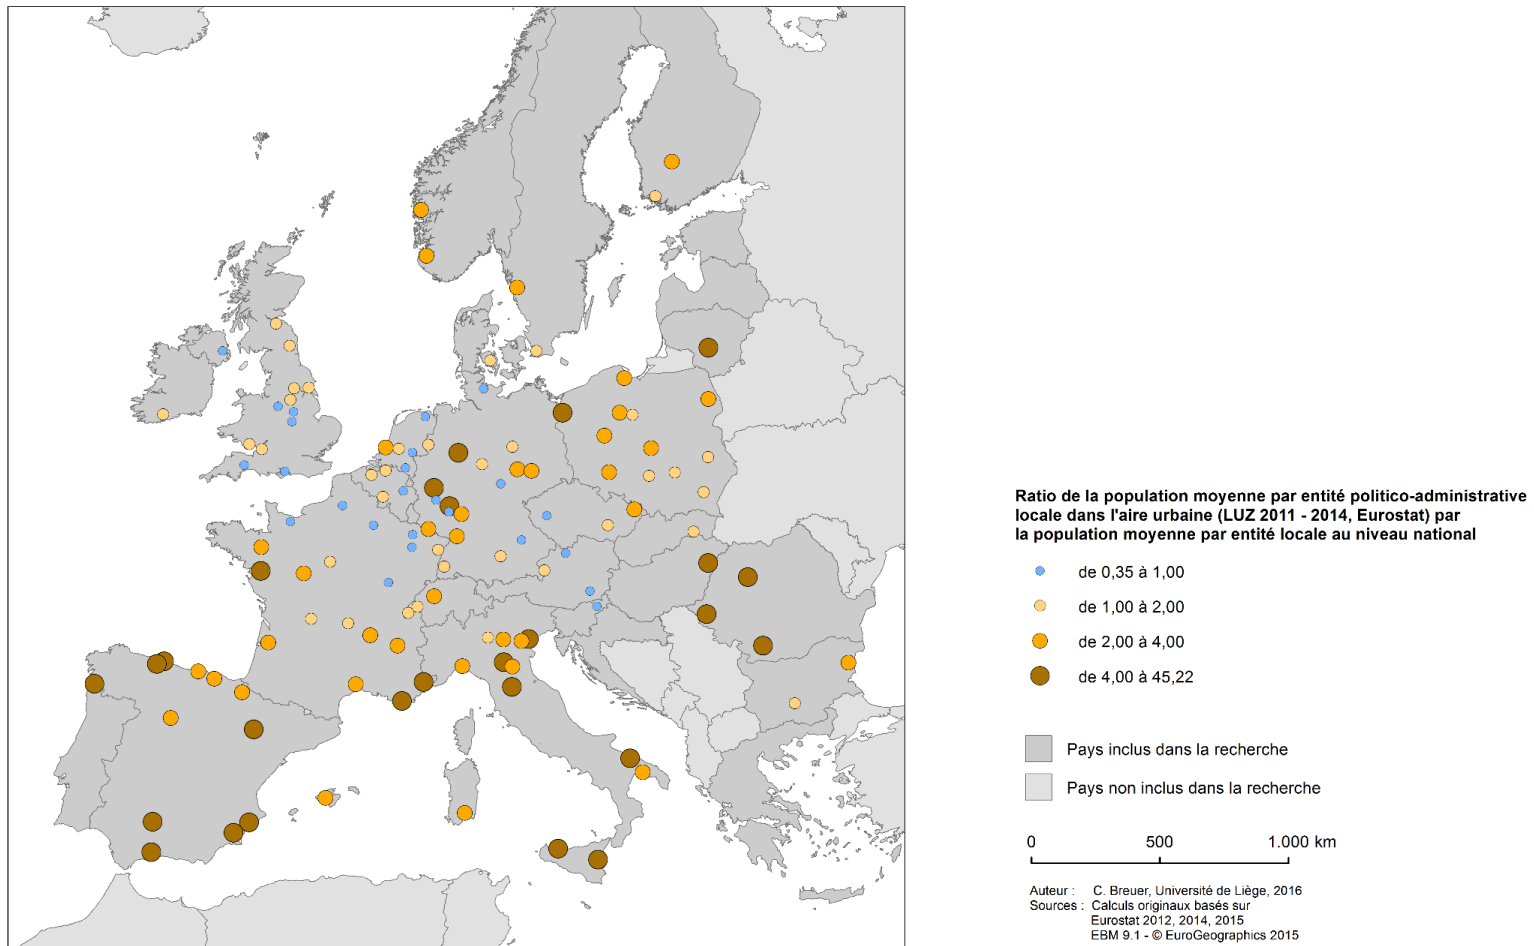 Ratio de la population moyenne par entité politico-administrative
locale dans l'aire urbaine (LUZ 2011 - 2014, Eurostat) par
la population moyenne par entité locale au niveau national
de 0,35 à 1,00
de 1,00 à 2,00
de 2,00 à 4,00
de 4,00 à 45,22
Pays inclus dans la recherche
Pays non inclus dans la recherche
0 500 1.000 km
Auteur : C. Breuer, Université de Liège, 2016
Sources : Calculs originaux basés sur
Eurostat 2012, 2014, 2015
EBM 9.1 - © EuroGeographics 2015